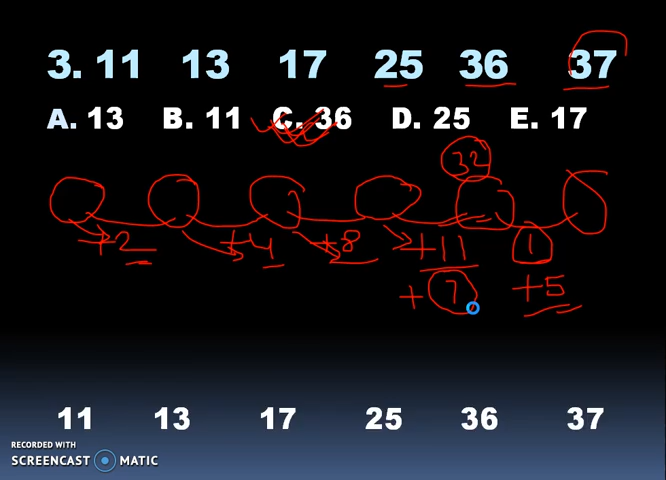 3. 11 13 17 25 36 37
A. 13 B. 11 C. 36 D. 25 E. 17
32
+2 +4 +8 +11 1
+7 +5
11 13 17 25 36 37
RECORDED WITH
SCREENCAST MATIC